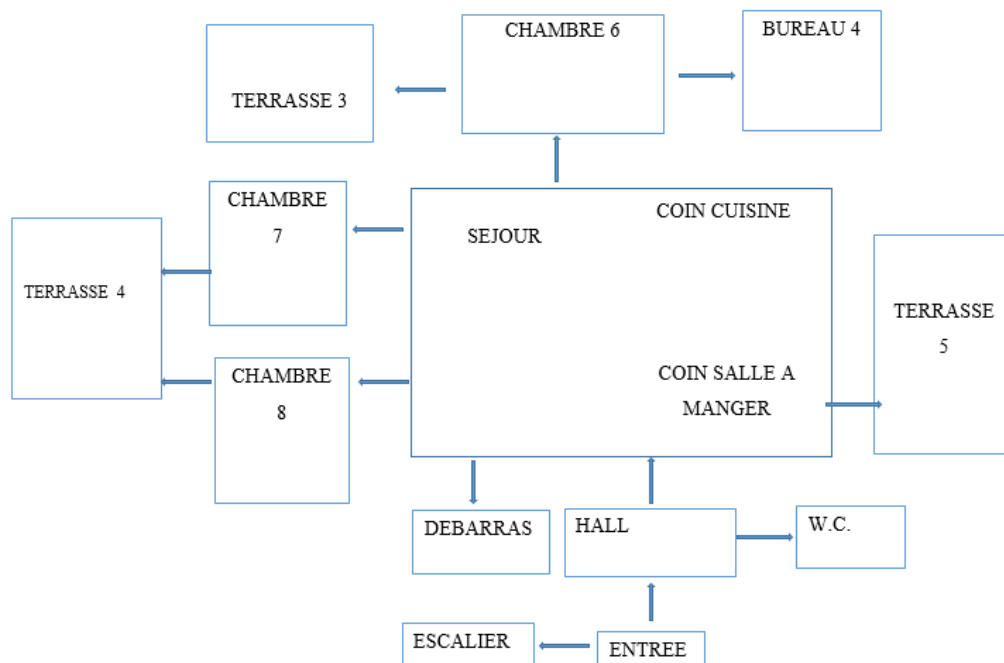 CHAMBRE 6
BUREAU 4
TERRASSE 3
CHAMBRE
7
SEJOUR
COIN CUISINE
TERRASSE 4
TERRASSE
5
CHAMBRE
8
COIN SALLE A
MANGER
DEBARRAS
HALL
W.C.
ESCALIER
ENTREE